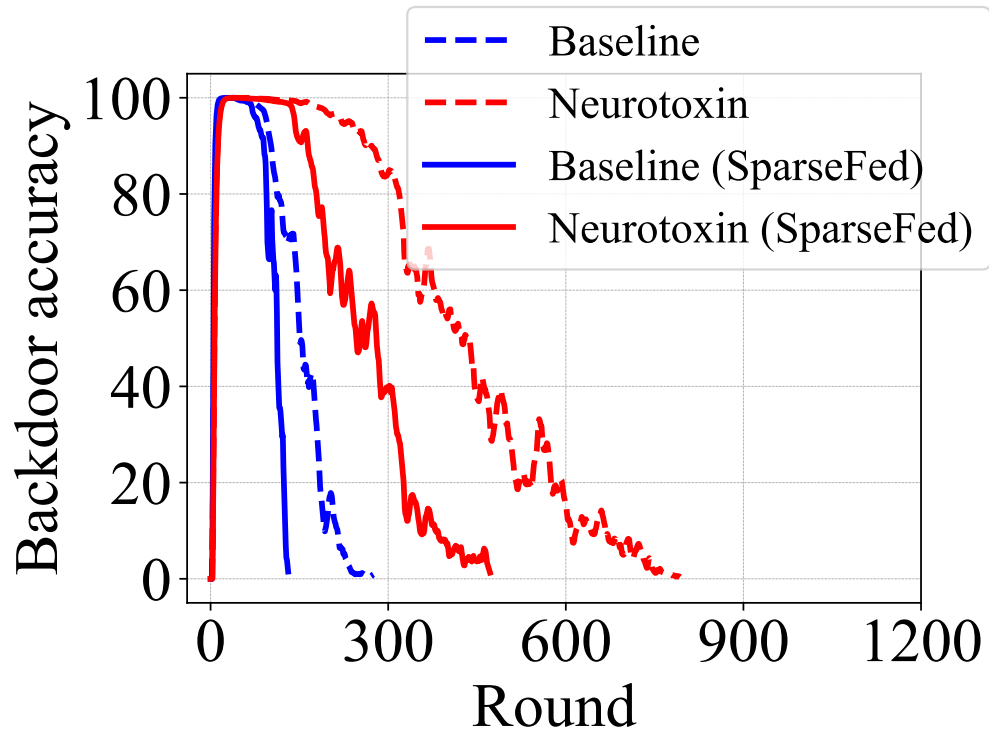 Baseline
Neurotoxin
Baseline (SparseFed)
Neurotoxin (SparseFed)
Backdoor accuracy
100
80
60
40
20
0
0 300 600 900 1200
Round